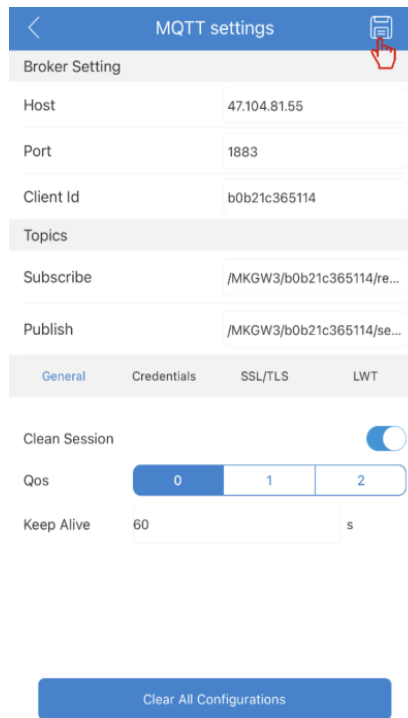 MQTT settings
Broker Setting
Host 47.104.81.55
Port 1883
Client Id b0b21c365114
Topics
Subscribe /MKGW3/b0b21c365114/re...
Publish /MKGW3/b0b21c365114/se...
General Credentials SSL/TLS LWT
Clean Session
Qos 0 1 2
Keep Alive 60 s
Clear All Configurations